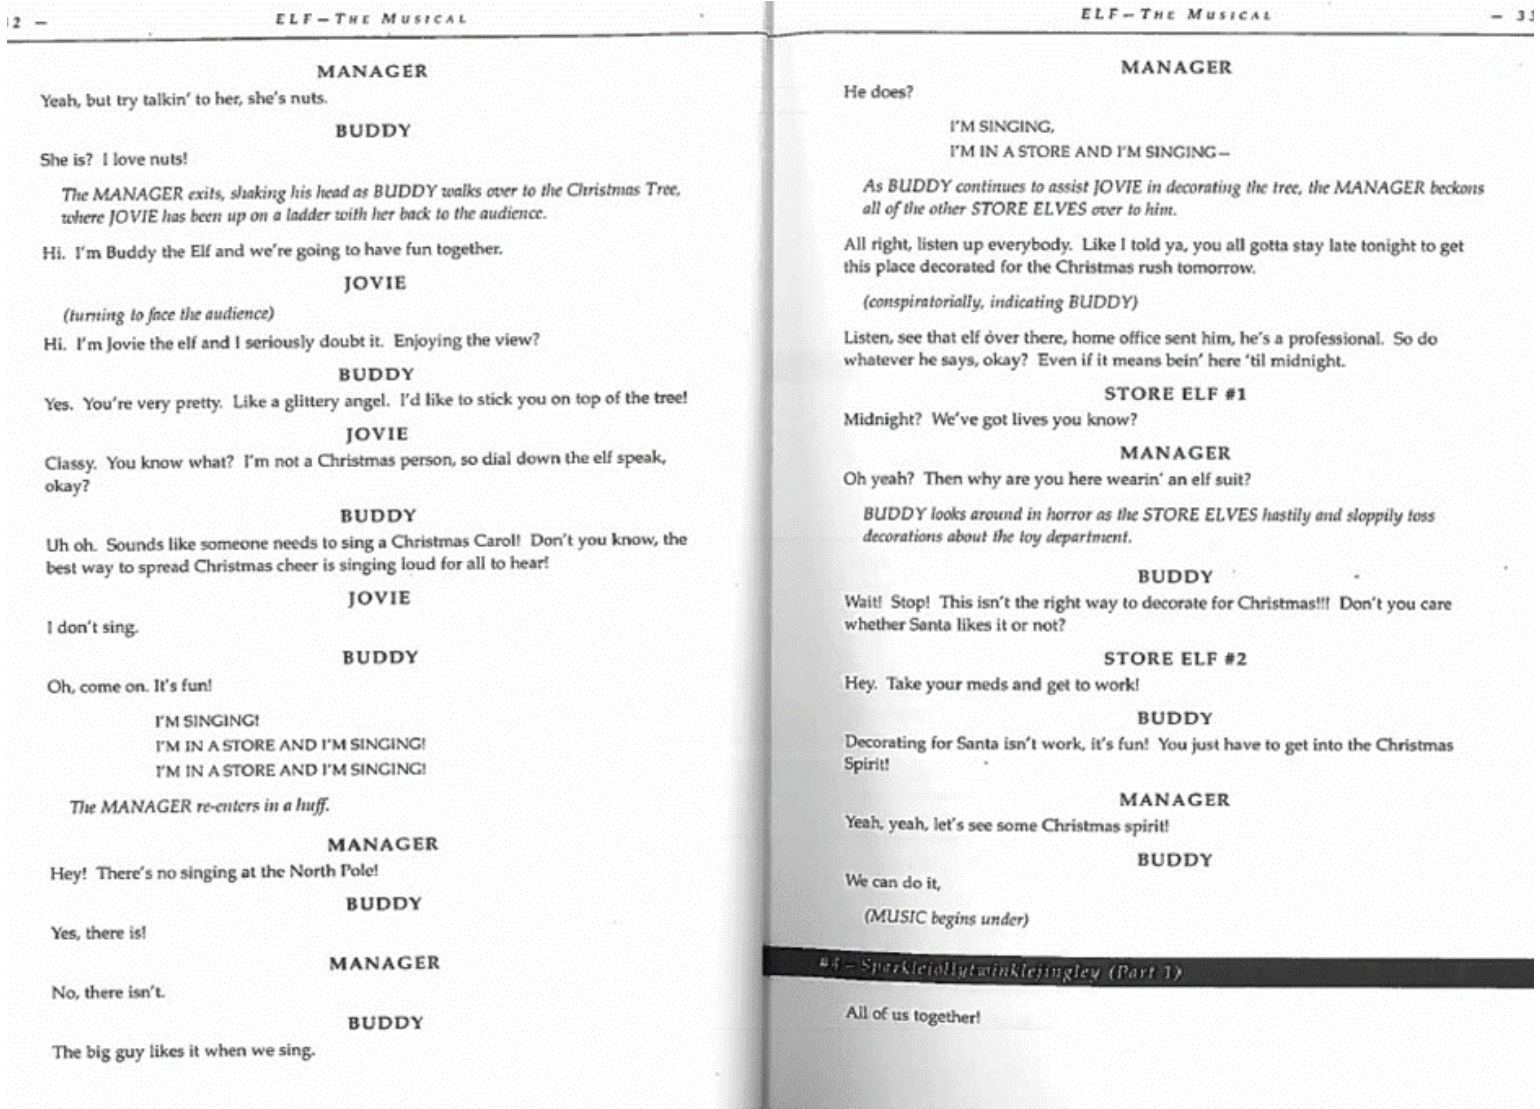 2 –
ELF – THE MUSICAL
MANAGER
Yeah, but try talkin' to her, she's nuts.
BUDDY
She is? I love nuts!
The MANAGER exits, shaking his head as BUDDY walks over to the Christmas Tree,
where JOVIE has been up on a ladder with her back to the audience.
Hi. I'm Buddy the Elf and we're going to have fun together.
JOVIE
(turning to face the audience)
Hi. I'm Jovie the elf and I seriously doubt it. Enjoying the view?
BUDDY
Yes. You're very pretty. Like a glittery angel. I'd like to stick you on top of the tree!
JOVIE
Classy. You know what? I'm not a Christmas person, so dial down the elf speak,
okay?
BUDDY
Uh oh. Sounds like someone needs to sing a Christmas Carol! Don't you know, the
best way to spread Christmas cheer is singing loud for all to hear!
JOVIE
I don't sing.
BUDDY
Oh, come on. It's fun!
I'M SINGING!
I'M IN A STORE AND I'M SINGING!
I'M IN A STORE AND I'M SINGING!
The MANAGER re-enters in a huff.
MANAGER
Hey! There's no singing at the North Pole!
BUDDY
Yes, there is!
MANAGER
No, there isn't.
BUDDY
The big guy likes it when we sing.
ELF – THE MUSICAL
– 33
MANAGER
He does?
I'M SINGING,
I'M IN A STORE AND I'M SINGING—
As BUDDY continues to assist JOVIE in decorating the tree, the MANAGER beckons
all of the other STORE ELVES over to him.
All right, listen up everybody. Like I told ya, you all gotta stay late tonight to get
this place decorated for the Christmas rush tomorrow.
(conspiratorially, indicating BUDDY)
Listen, see that elf over there, home office sent him, he's a professional. So do
whatever he says, okay? Even if it means bein' here 'til midnight.
STORE ELF #1
Midnight? We've got lives you know?
MANAGER
Oh yeah? Then why are you here wearin' an elf suit?
BUDDY looks around in horror as the STORE ELVES hastily and sloppily toss
decorations about the toy department.
BUDDY
Wait! Stop! This isn't the right way to decorate for Christmas!!! Don't you care
whether Santa likes it or not?
STORE ELF #2
Hey. Take your meds and get to work!
BUDDY
Decorating for Santa isn't work, it's fun! You just have to get into the Christmas
Spirit!
MANAGER
Yeah, yeah, let's see some Christmas spirit!
BUDDY
We can do it,
(MUSIC begins under)
#4 – Sparklejollytwinklejingley (Part 1)
All of us together!